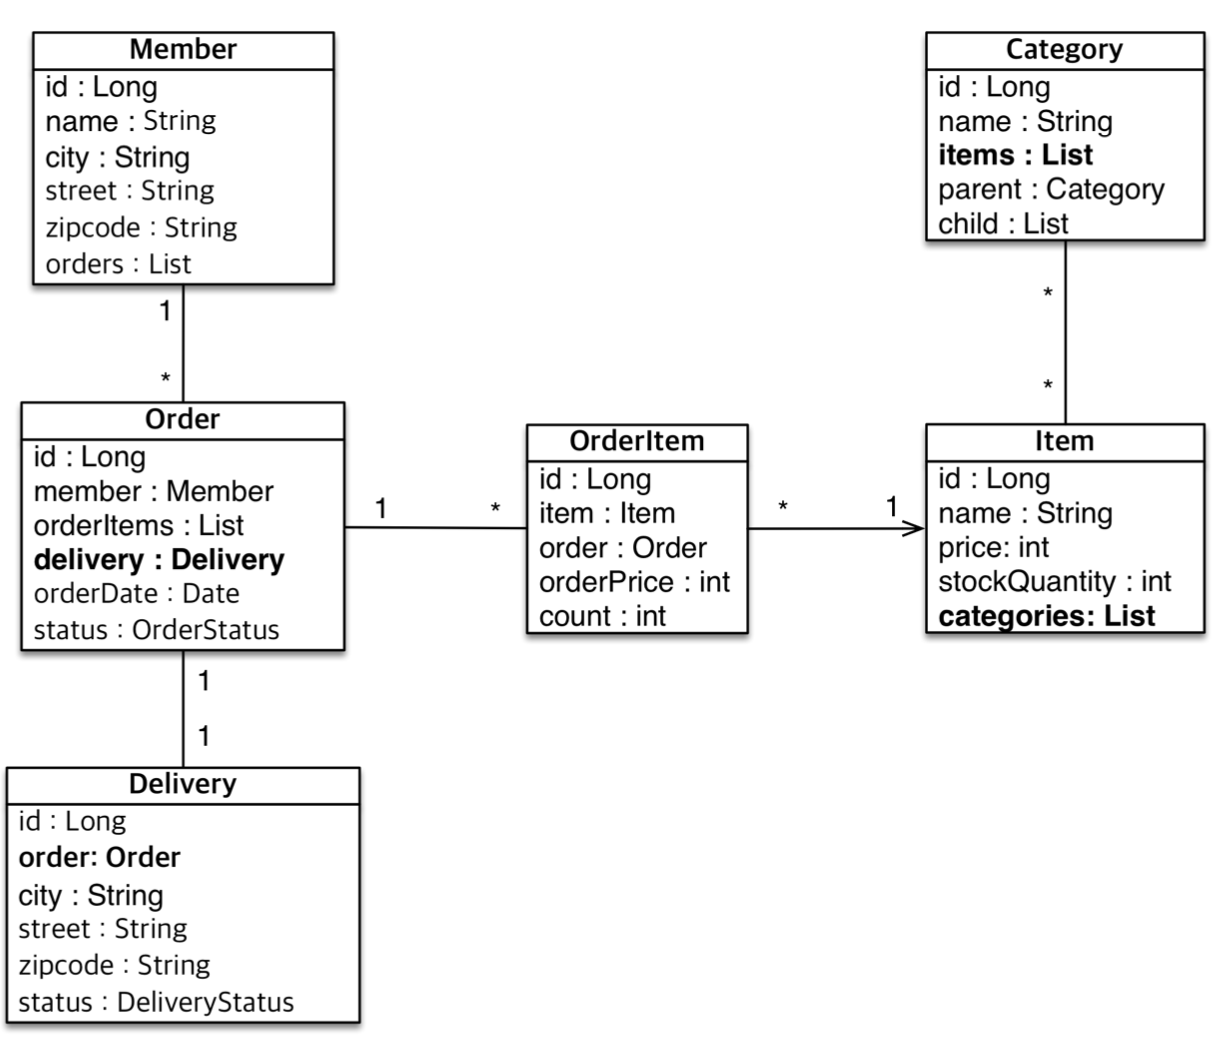 Member
id : Long
name : String
city : String
street : String
zipcode : String
orders : List
1
*
Category
id : Long
name : String
items : List
parent : Category
child : List
*
*
Order
id : Long
member : Member
orderItems : List
delivery : Delivery
orderDate : Date
status : OrderStatus
1
*
OrderItem
id : Long
item : Item
order : Order
orderPrice : int
count : int
*
1
Item
id : Long
name : String
price: int
stockQuantity : int
categories: List
1
1
Delivery
id : Long
order: Order
city : String
street : String
zipcode : String
status : DeliveryStatus